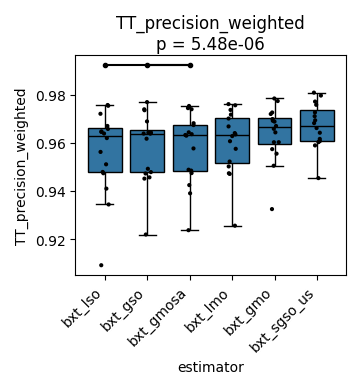 TT_precision_weighted
p = 5.48e-06
TT_precision_weighted
0.98
0.96
0.94
0.92
bxt_lso
bxt_gso
bxt_gmosa
bxt_lmo
bxt_gmo
bxt_sgso_us
estimator